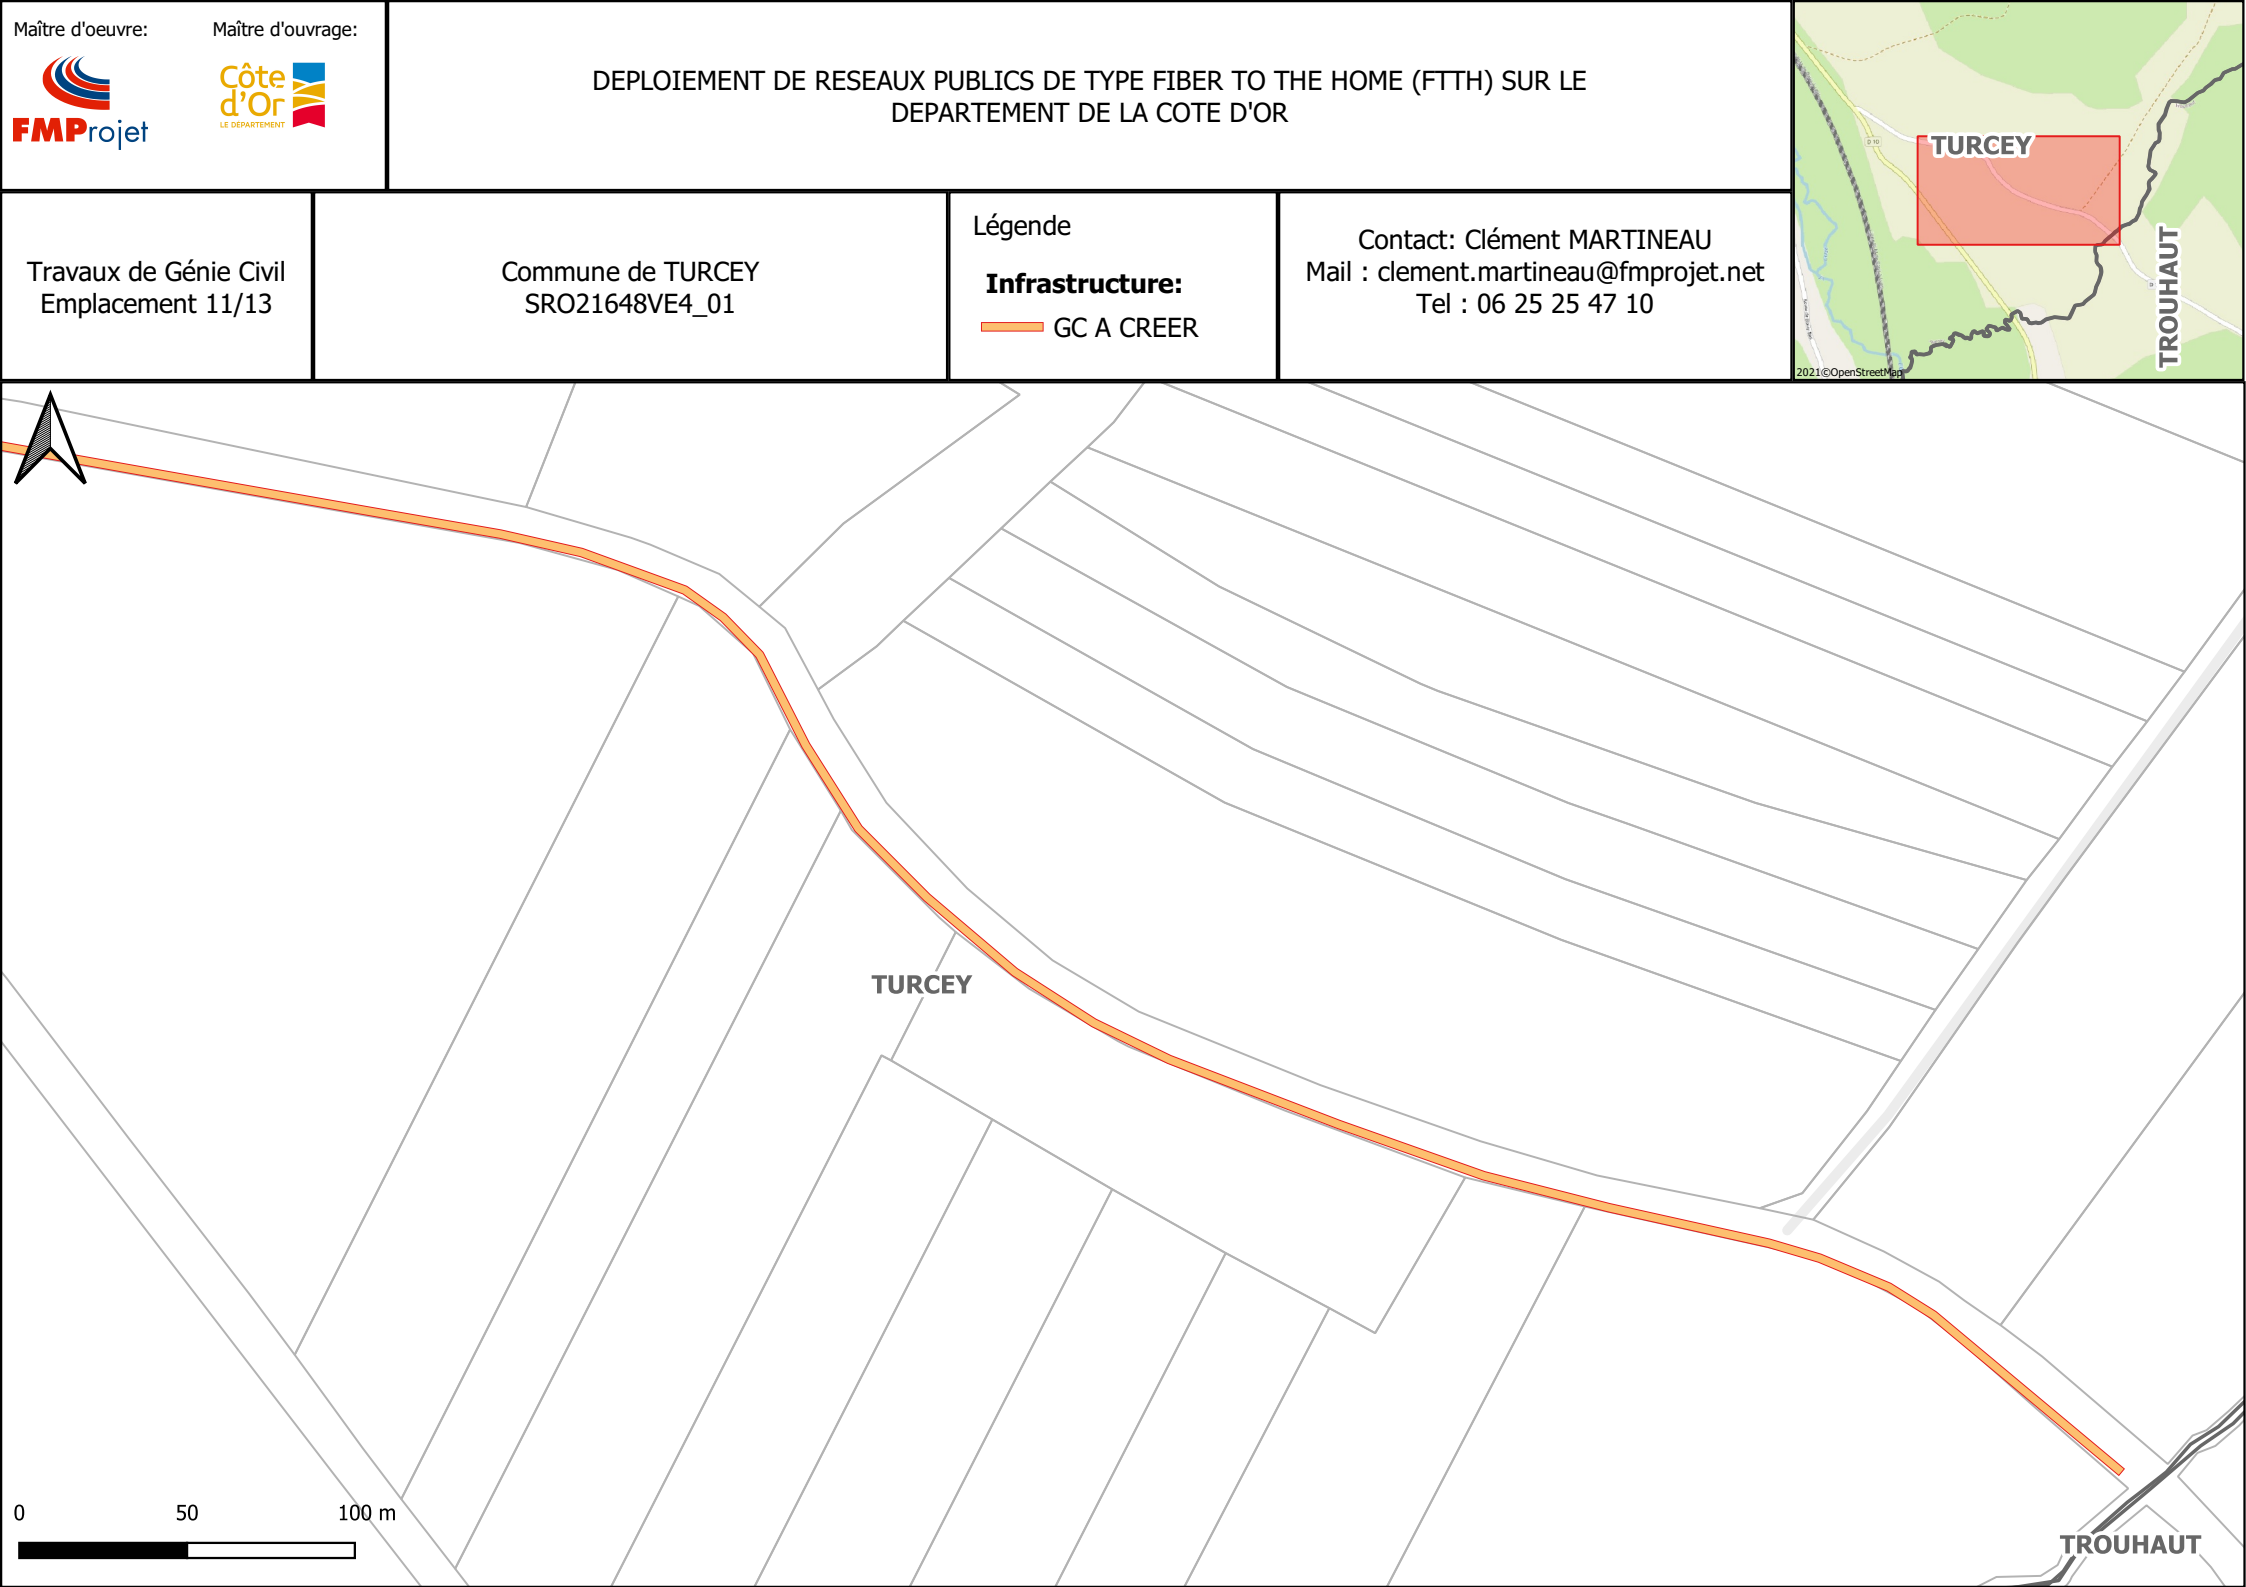 Maître d'oeuvre:
Maître d'ouvrage:
FMProjet
Côte
d'Or
LE DÉPARTEMENT
DEPLOIEMENT DE RESEAUX PUBLICS DE TYPE FIBER TO THE HOME (FTTH) SUR LE
DEPARTEMENT DE LA COTE D'OR
D 10
TURCEY
TROUHAUT
2021©OpenStreetMap
Travaux de Génie Civil
Emplacement 11/13
Commune de TURCEY
SRO21648VE4_01
Légende
Infrastructure:
GC A CREER
Contact: Clément MARTINEAU
Mail : clement.martineau@fmprojet.net
Tel : 06 25 25 47 10
TURCEY
0 50 100 m
TROUHAUT